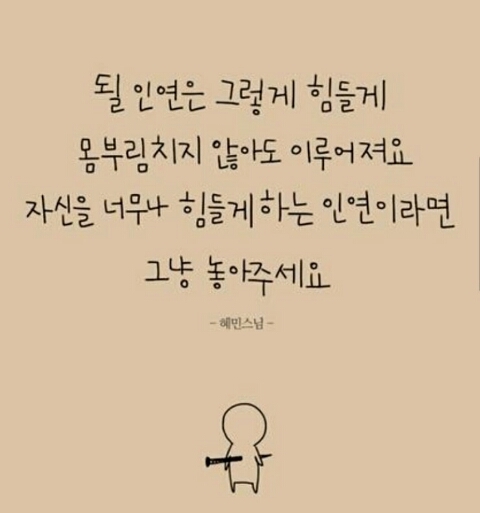 될 인연은 그렇게 힘들게
몸부림치지 않아도 이루어져요
자신을 너무나 힘들게하는 인연이라면
그냥 놓아주세요
- 혜민스님 -